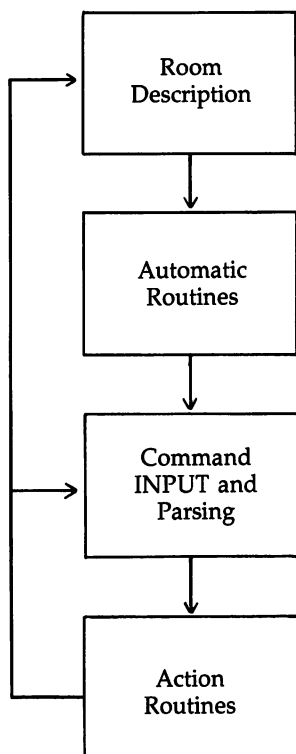 Room
Description
Automatic
Routines
Command
INPUT and
Parsing
Action
Routines